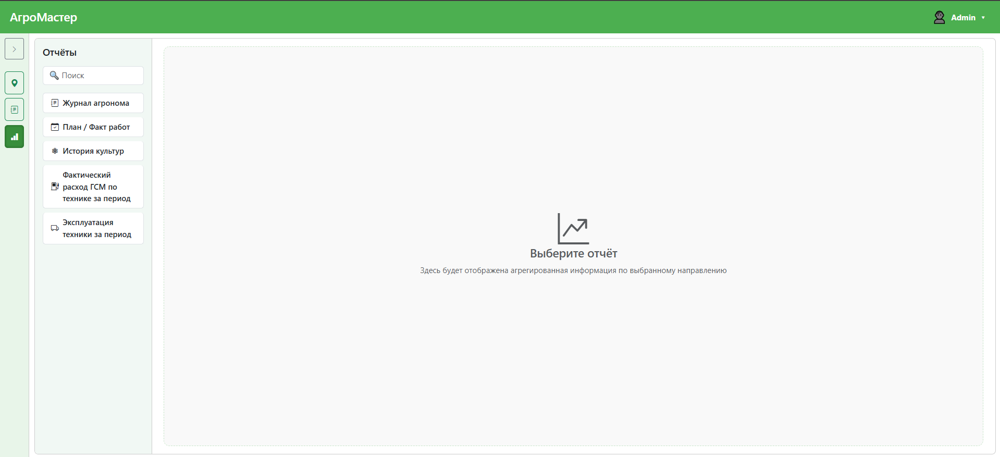 АгроМастер
Admin
Отчёты
Поиск
Журнал агронома
План / Факт работ
История культур
Фактический
расход ГСМ по
технике за период
Эксплуатация
техники за период
Выберите отчёт
Здесь будет отображена агрегированная информация по выбранному направлению